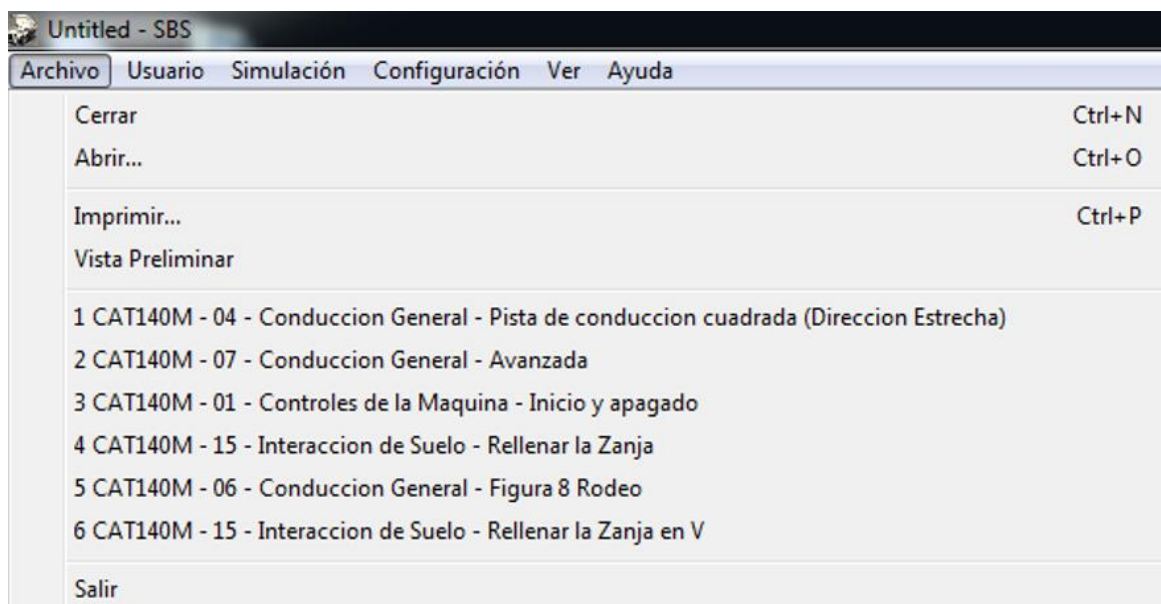 Untitled - SBS
Archivo Usuario Simulación Configuración Ver Ayuda
Cerrar Ctrl+N
Abrir... Ctrl+O
Imprimir... Ctrl+P
Vista Preliminar
1 CAT140M - 04 - Conduccion General - Pista de conduccion cuadrada (Direccion Estrecha)
2 CAT140M - 07 - Conduccion General - Avanzada
3 CAT140M - 01 - Controles de la Maquina - Inicio y apagado
4 CAT140M - 15 - Interaccion de Suelo - Rellenar la Zanja
5 CAT140M - 06 - Conduccion General - Figura 8 Rodeo
6 CAT140M - 15 - Interaccion de Suelo - Rellenar la Zanja en V
Salir